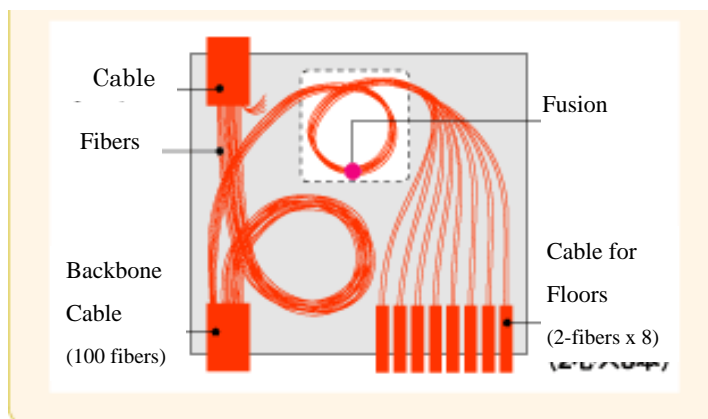 Cable
Fibers
Backbone
Cable
(100 fibers)
Fusion
Cable for
Floors
(2-fibers x 8)